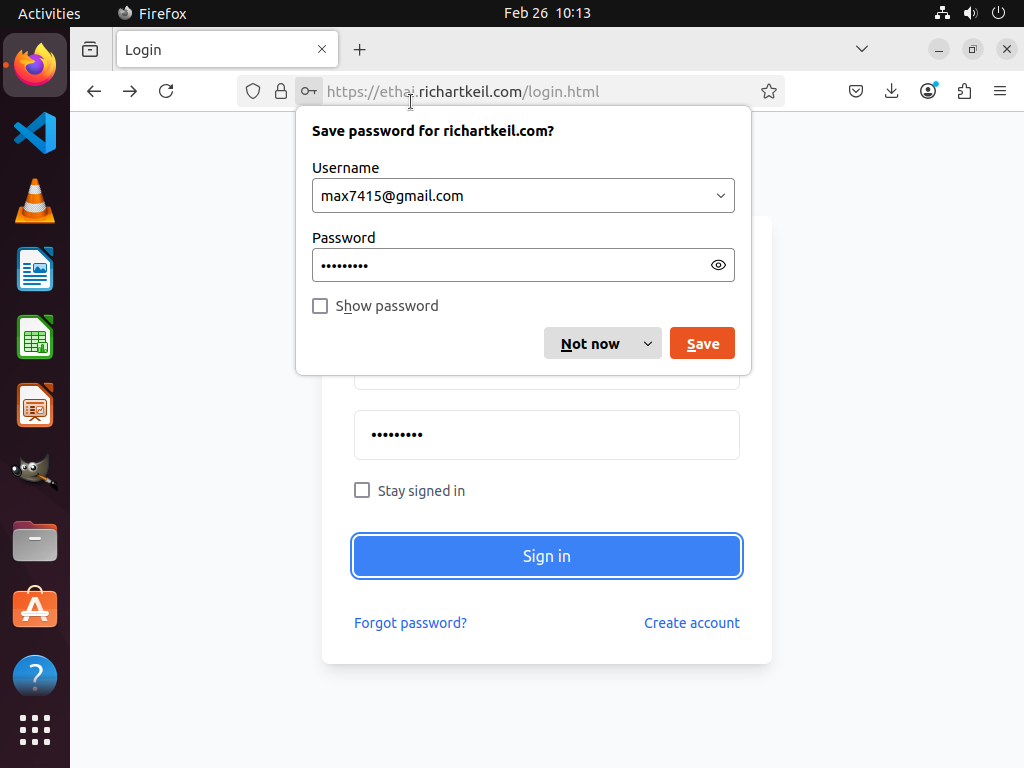 Activities
Firefox
Feb 26 10:13
Login
https://ethai.richartkeil.com/login.html
Save password for richartkeil.com?
Username
max7415@gmail.com
Password
•••••••••
Show password
Not now
Save
•••••••••
Stay signed in
Sign in
Forgot password?
Create account